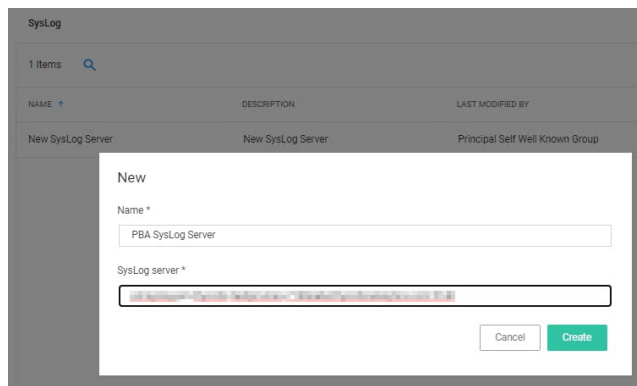 SysLog
1 Items
NAME ↑ DESCRIPTION LAST MODIFIED BY
New SysLog Server New SysLog Server Principal Self Well Known Group
New
Name *
PBA SysLog Server
SysLog server *
Cancel Create